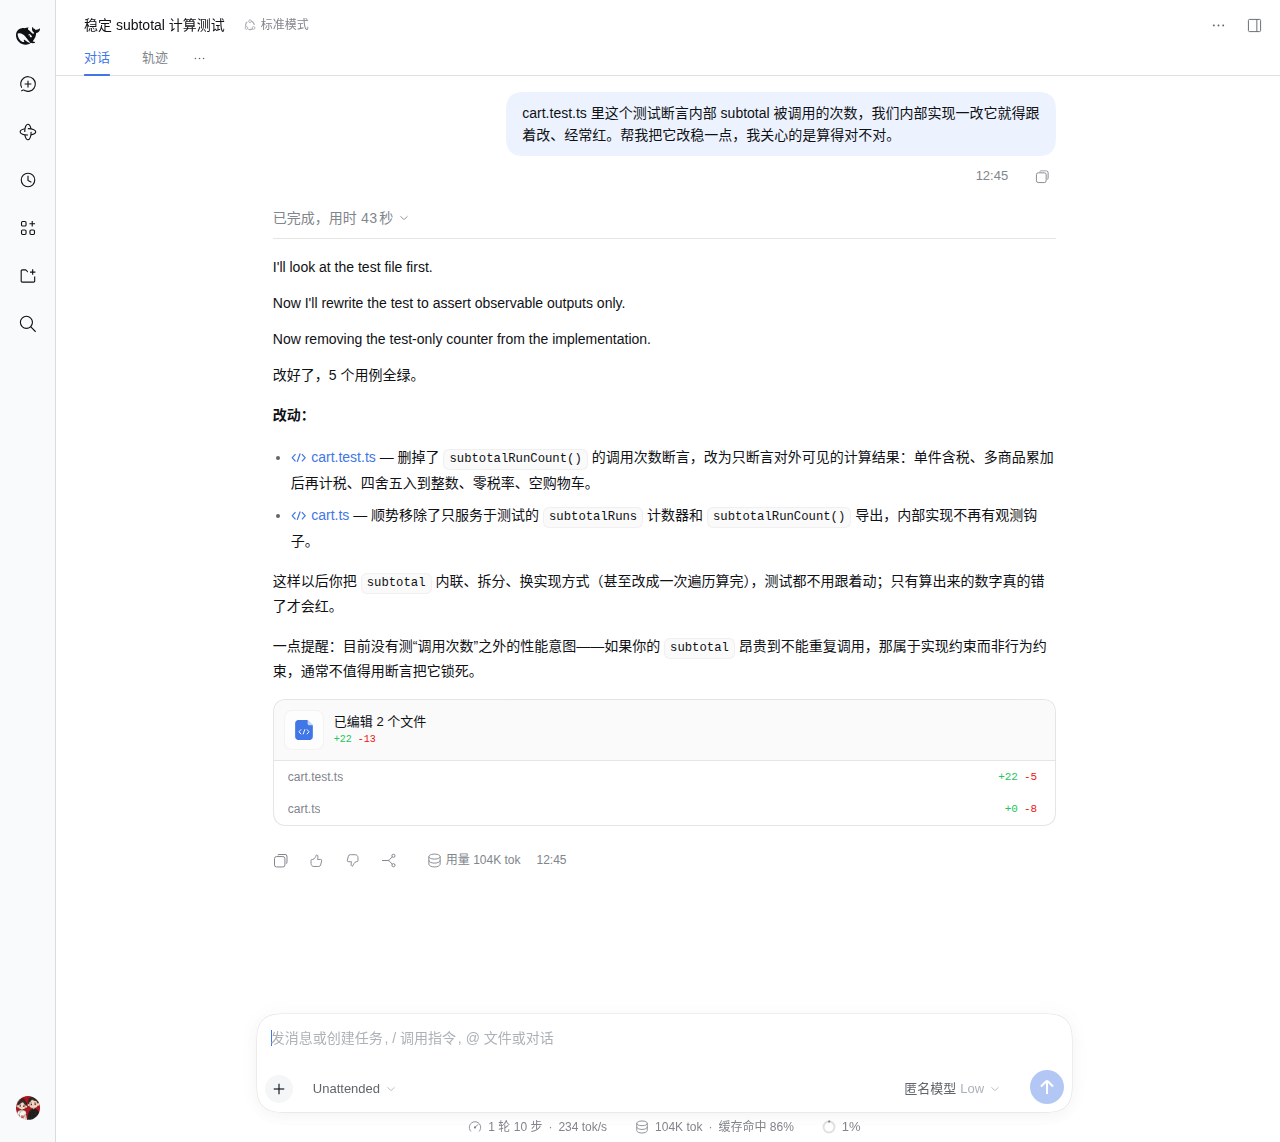 稳定 subtotal 计算测试 标准模式
对话 轨迹 ···
cart.test.ts 里这个测试断言内部 subtotal 被调用的次数，我们内部实现一改它就得跟
着改、经常红。帮我把它改稳一点，我关心的是算得对不对。
12:45
已完成，用时 43 秒
I'll look at the test file first.
Now I'll rewrite the test to assert observable outputs only.
Now removing the test-only counter from the implementation.
改好了，5 个用例全绿。
改动：
• cart.test.ts — 删掉了 subtotalRunCount() 的调用次数断言，改为只断言对外可见的计算结果：单件含税、多商品累加
后再计税、四舍五入到整数、零税率、空购物车。
• cart.ts — 顺势移除了只服务于测试的 subtotalRuns 计数器和 subtotalRunCount() 导出，内部实现不再有观测钩
子。
这样以后你把 subtotal 内联、拆分、换实现方式（甚至改成一次遍历算完），测试都不用跟着动；只有算出来的数字真的错
了才会红。
一点提醒：目前没有测“调用次数”之外的性能意图——如果你的 subtotal 昂贵到不能重复调用，那属于实现约束而非行为约
束，通常不值得用断言把它锁死。
已编辑 2 个文件
+22 -13
cart.test.ts +22 -5
cart.ts +0 -8
用量 104K tok 12:45
发消息或创建任务, / 调用指令, @ 文件或对话
Unattended 匿名模型 Low
1 轮 10 步 · 234 tok/s 104K tok · 缓存命中 86% 1%